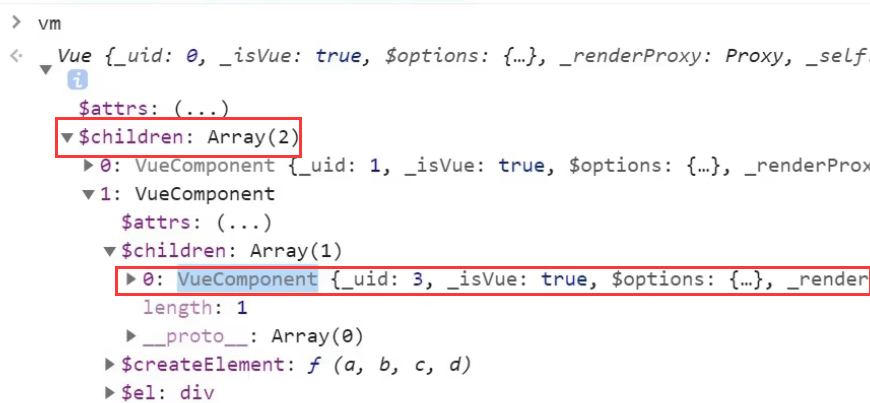 > vm
Vue {_uid: 0, _isVue: true, $options: {…}, _renderProxy: Proxy, _self:
i
$attrs: (...)
$children: Array(2)
0: VueComponent {_uid: 1, _isVue: true, $options: {…}, _renderProx
1: VueComponent
$attrs: (...)
$children: Array(1)
0: VueComponent {_uid: 3, _isVue: true, $options: {…}, _render
length: 1
__proto__: Array(0)
$createElement: ƒ (a, b, c, d)
$el: div